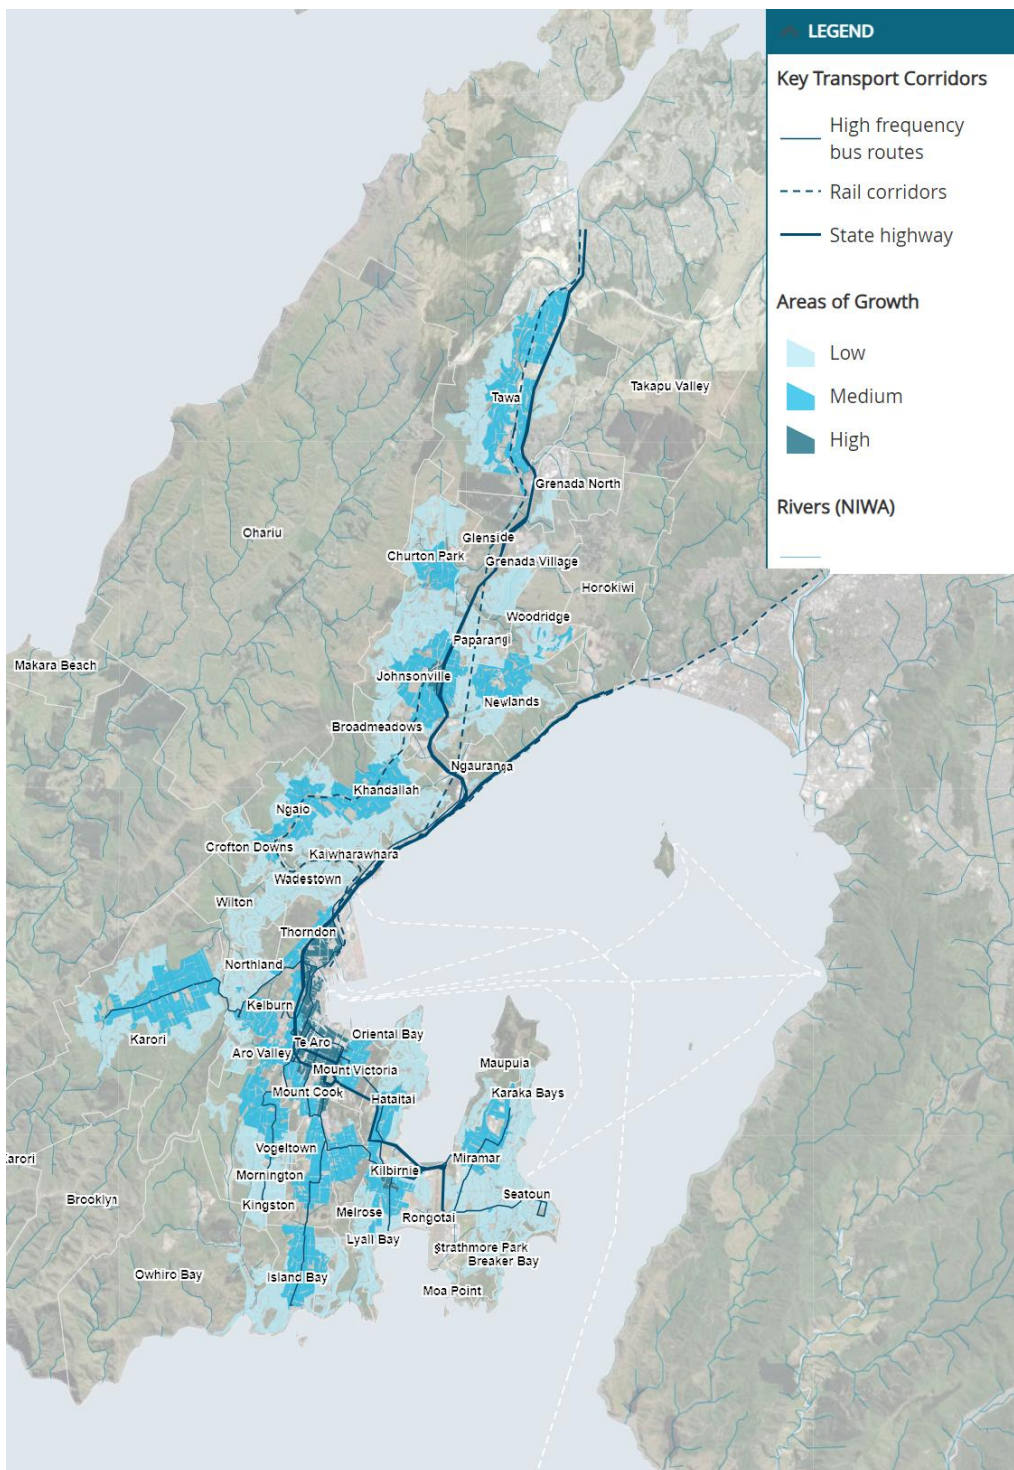 LEGEND
Key Transport Corridors
High frequency
bus routes
Rail corridors
State highway
Areas of Growth
Low
Medium
High
Rivers (NIWA)
Takapu Valley
Tawa
Grenada North
Ohariu
Glenside
Churton Park
Grenada Village
Horokiwi
Woodridge
Paparangi
Makara Beach
Johnsonville
Newlands
Broadmeadows
Ngauranga
Khandallah
Ngaio
Crofton Downs
Kaiwharawhara
Wadestown
Wilton
Thorndon
Northland
Kelburn
Karori
Te Aro
Oriental Bay
Aro Valley
Mount Victoria
Maupuia
Mount Cook
Hataitai
Karaka Bays
Vogeltown
Miramar
Karori
Mornington
Kilbirnie
Brooklyn
Kingston
Seatoun
Melrose
Rongotai
Lyall Bay
Strathmore Park
Breaker Bay
Owhiro Bay
Island Bay
Moa Point